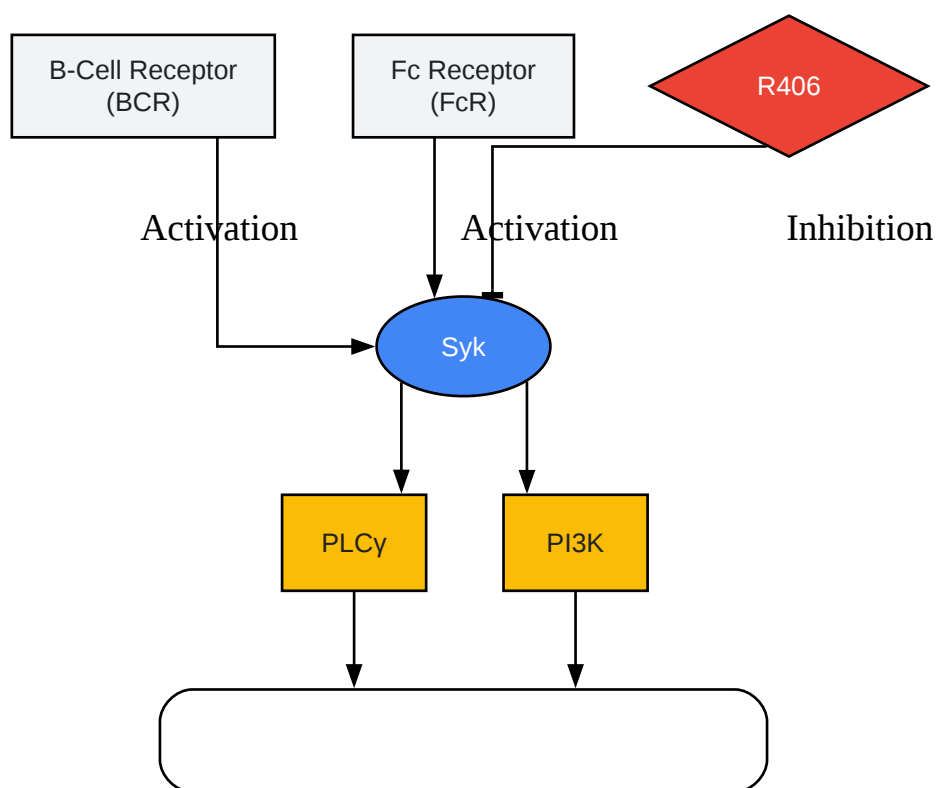 B-Cell Receptor
(BCR)
Fc Receptor
(FcR)
R406
Activation
Activation
Inhibition
Syk
PLCγ
PI3K